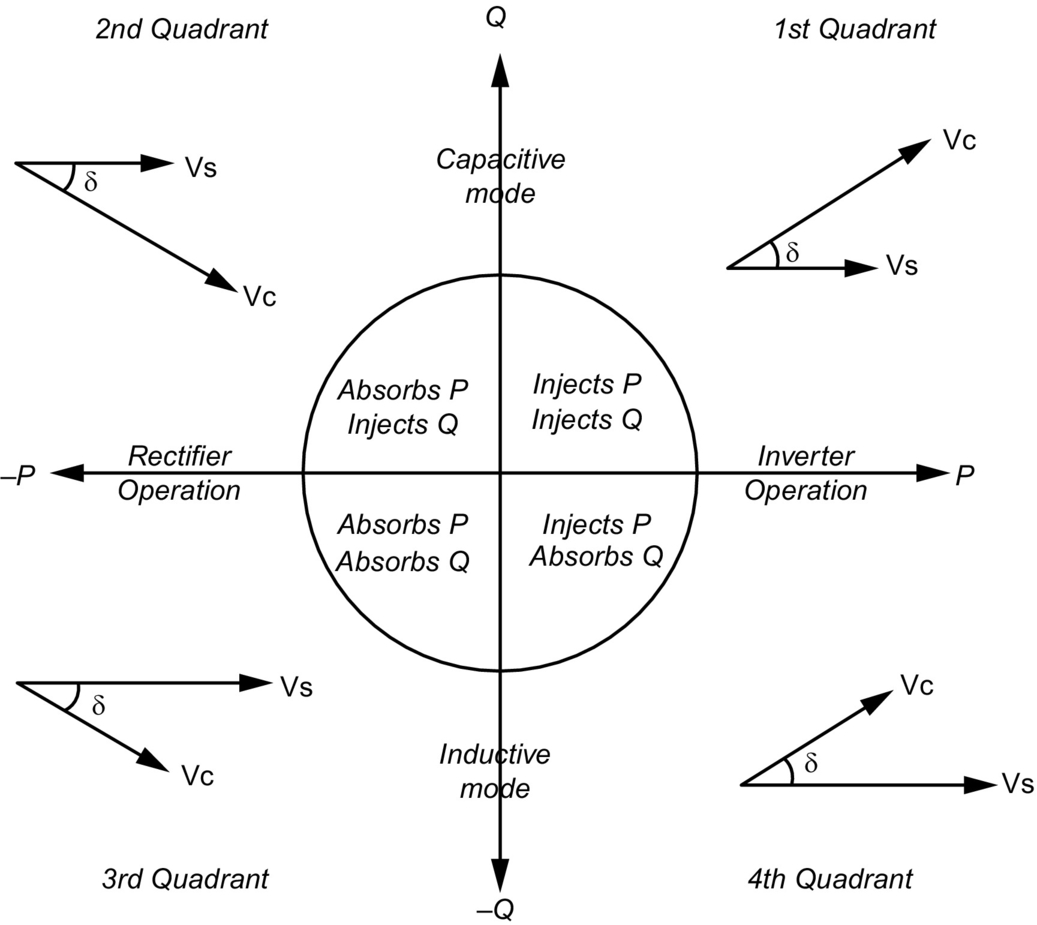 2nd Quadrant
Q
1st Quadrant
Capacitive
mode
Vs
δ
Vc
Vc
δ
Vs
Absorbs P
Injects Q
Injects P
Injects Q
–P
Rectifier
Operation
Inverter
Operation
P
Absorbs P
Absorbs Q
Injects P
Absorbs Q
Vs
δ
Vc
Inductive
mode
Vc
δ
Vs
3rd Quadrant
–Q
4th Quadrant